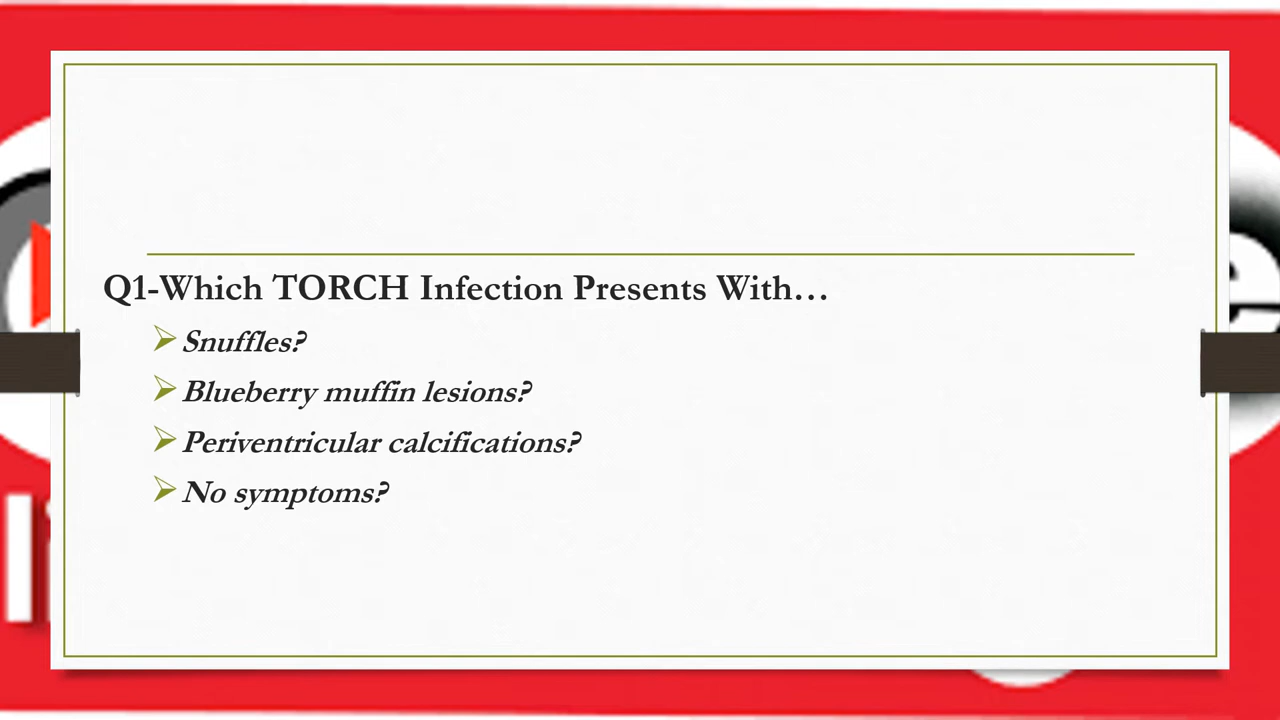 Q1-Which TORCH Infection Presents With…
Snuffles?
Blueberry muffin lesions?
Periventricular calcifications?
No symptoms?